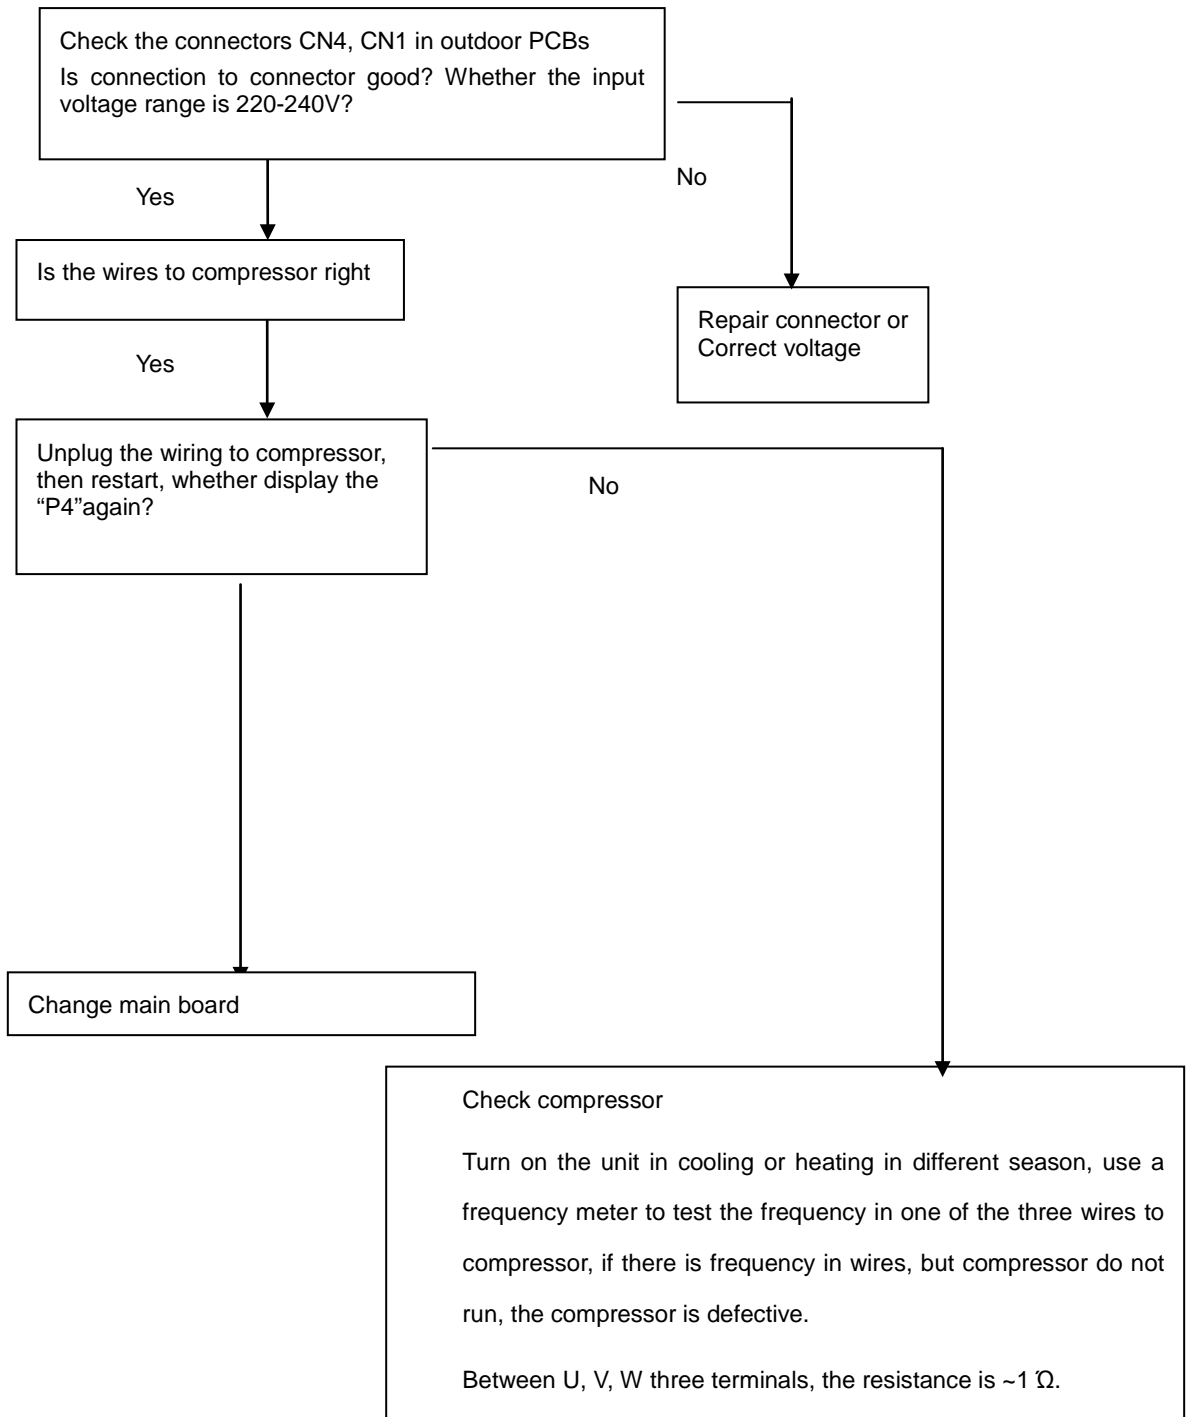 Check the connectors CN4, CN1 in outdoor PCBs
Is connection to connector good? Whether the input
voltage range is 220-240V?
Yes
No
Is the wires to compressor right
Repair connector or
Correct voltage
Yes
Unplug the wiring to compressor,
then restart, whether display the
“P4”again?
No
Change main board
Check compressor
Turn on the unit in cooling or heating in different season, use a
frequency meter to test the frequency in one of the three wires to
compressor, if there is frequency in wires, but compressor do not
run, the compressor is defective.
Between U, V, W three terminals, the resistance is ~1 Ώ.